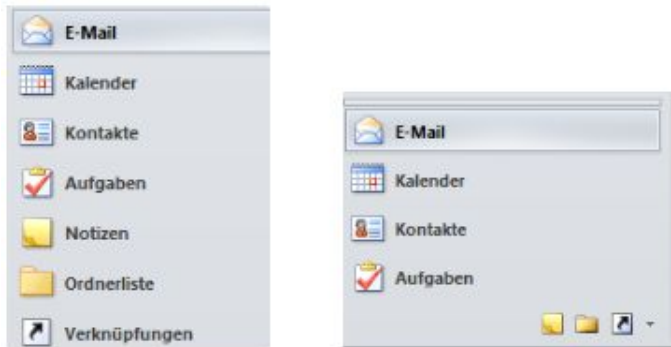 E-Mail
Kalender
Kontakte
Aufgaben
Notizen
Ordnerliste
Verknüpfungen
E-Mail
Kalender
Kontakte
Aufgaben